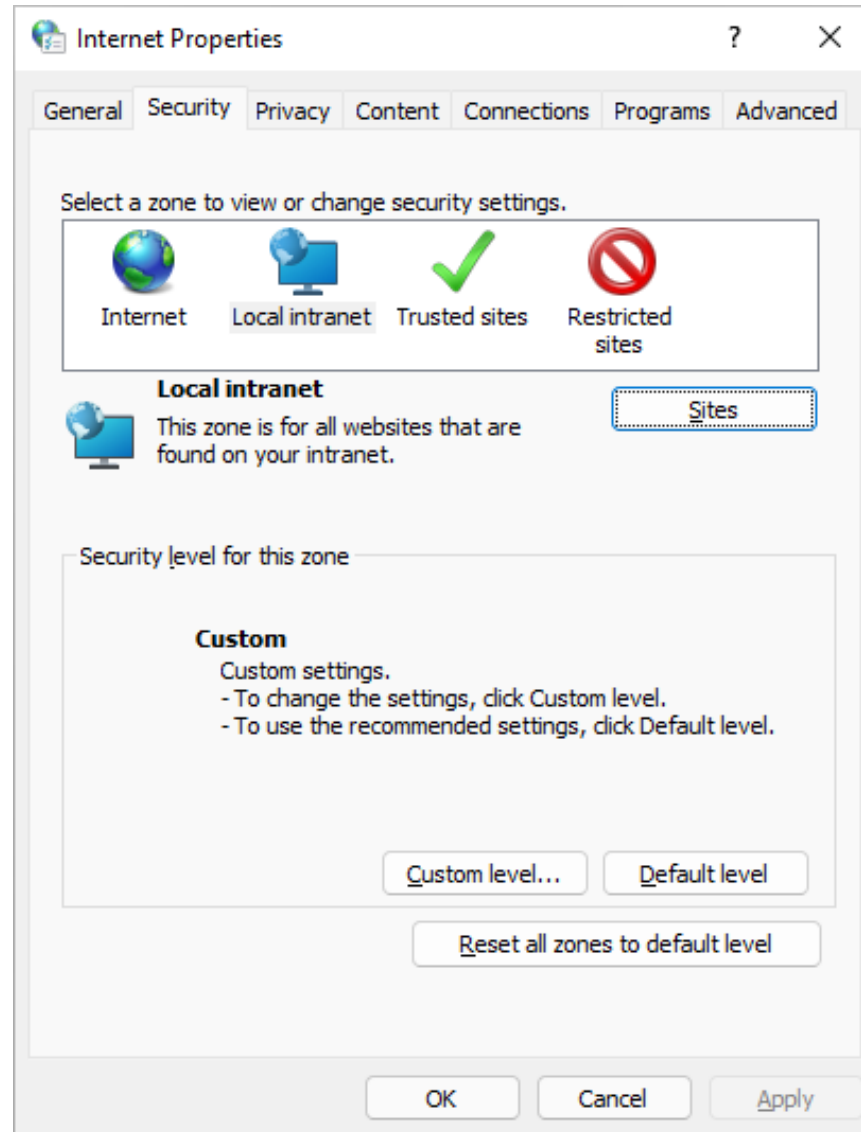 Internet Properties
?
General Security Privacy Content Connections Programs Advanced
Select a zone to view or change security settings.
Internet Local intranet Trusted sites Restricted
sites
Local intranet
Sites
This zone is for all websites that are
found on your intranet.
Security level for this zone
Custom
Custom settings.
- To change the settings, click Custom level.
- To use the recommended settings, click Default level.
Custom level... Default level
Reset all zones to default level
OK Cancel Apply